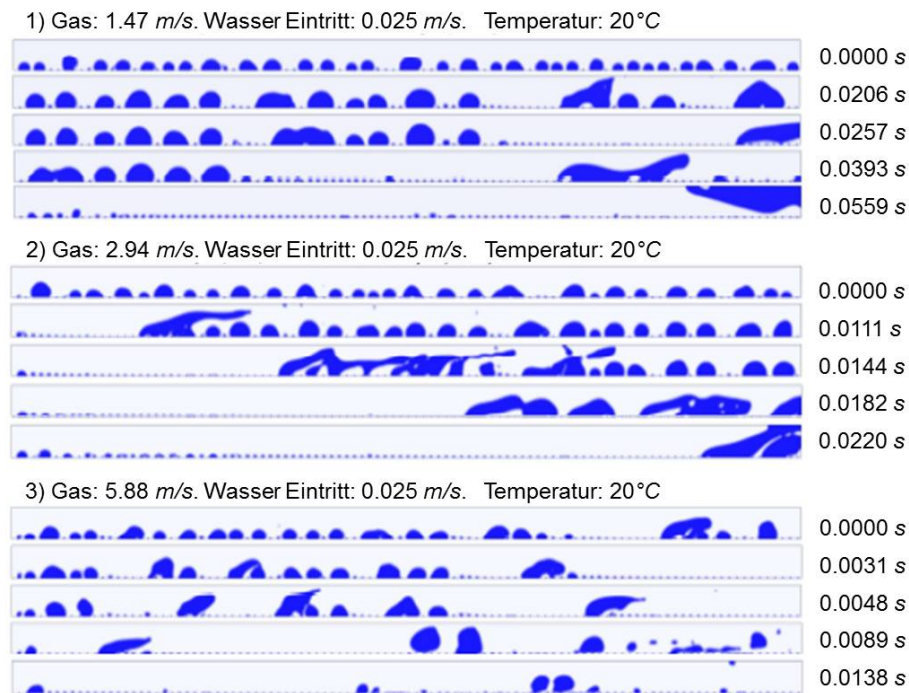 1) Gas: 1.47 m/s. Wasser Eintritt: 0.025 m/s. Temperatur: 20°C
0.0000 s
0.0206 s
0.0257 s
0.0393 s
0.0559 s
2) Gas: 2.94 m/s. Wasser Eintritt: 0.025 m/s. Temperatur: 20°C
0.0000 s
0.0111 s
0.0144 s
0.0182 s
0.0220 s
3) Gas: 5.88 m/s. Wasser Eintritt: 0.025 m/s. Temperatur: 20°C
0.0000 s
0.0031 s
0.0048 s
0.0089 s
0.0138 s